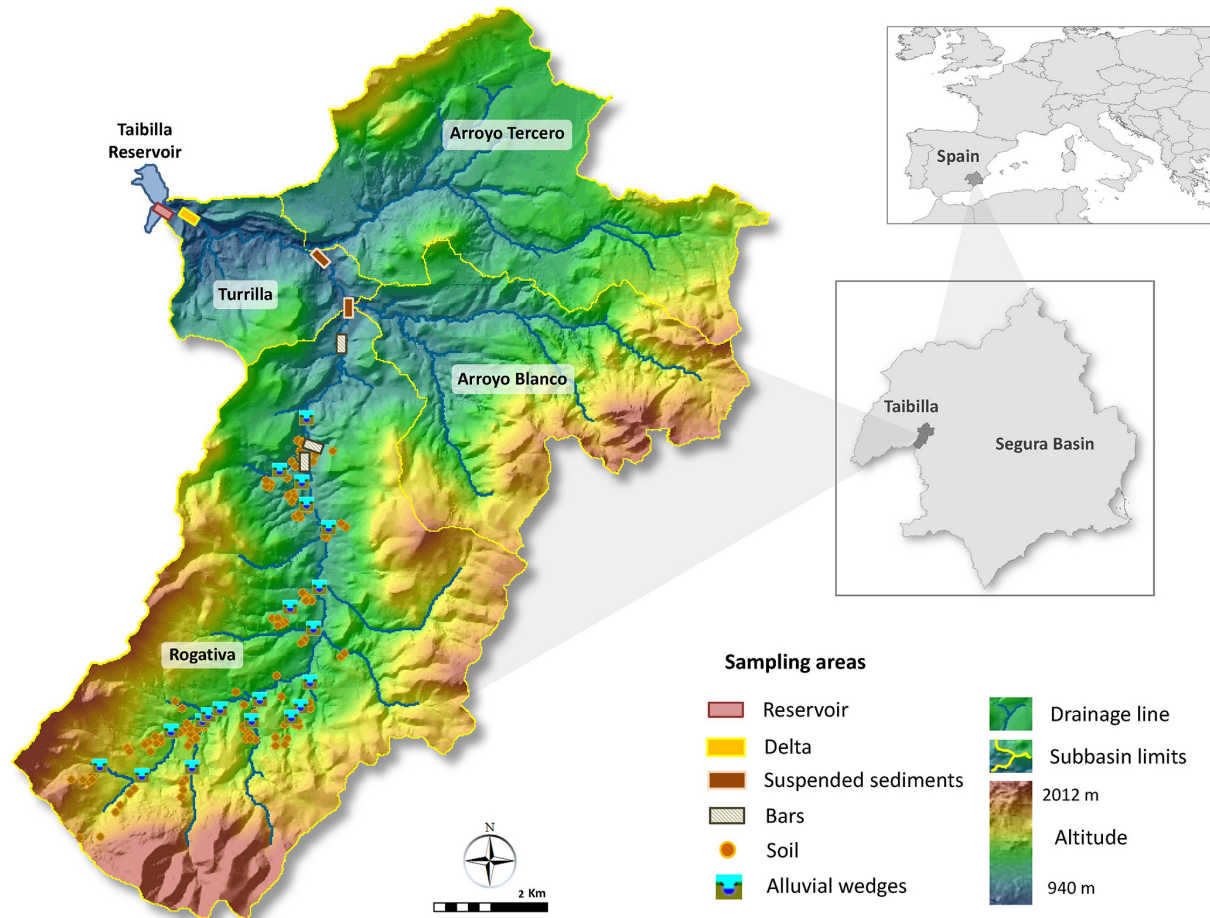 Arroyo Tercero
Taibilla
Reservoir
Turrilla
Arroyo Blanco
Rogativa
Spain
Taibilla
Segura Basin
Sampling areas
Reservoir
Delta
Suspended sediments
Bars
Soil
Alluvial wedges
Drainage line
Subbasin limits
2012 m
Altitude
940 m
N
2 Km